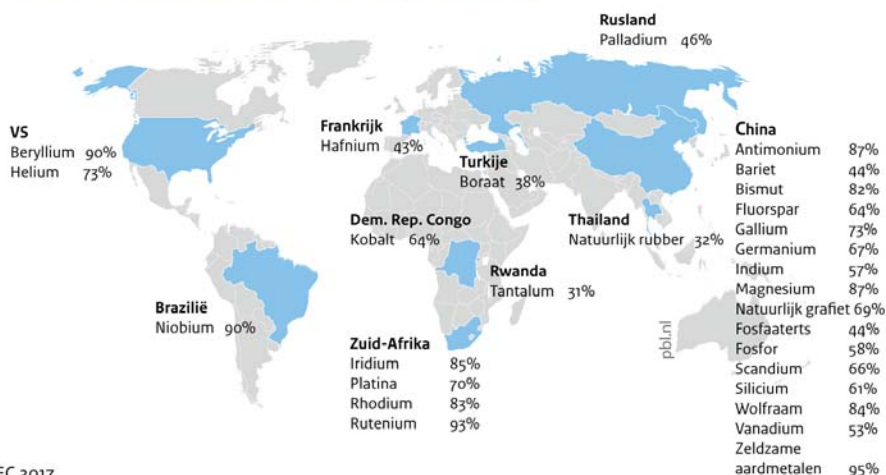 Rusland
Palladium 46%
VS
Beryllium 90%
Helium 73%
Frankrijk
Hafnium 43%
Turkije
Boraat 38%
Dem. Rep. Congo
Kobalt 64%
Thailand
Natuurlijk rubber 32%
Rwanda
Tantalum 31%
Brazilië
Niobium 90%
Zuid-Afrika
Iridium 85%
Platina 70%
Rhodium 83%
Rutenium 93%
China
Antimonium 87%
Bariet 44%
Bismut 82%
Fluorspar 64%
Gallium 73%
Germanium 67%
Indium 57%
Magnesium 87%
Natuurlijk grafiet 69%
Fosfaaterts 44%
Fosfor 58%
Scandium 66%
Silicium 61%
Wolfraam 84%
Vanadium 53%
Zeldzame
aardmetalen 95%
pbl.nl
EC 2017